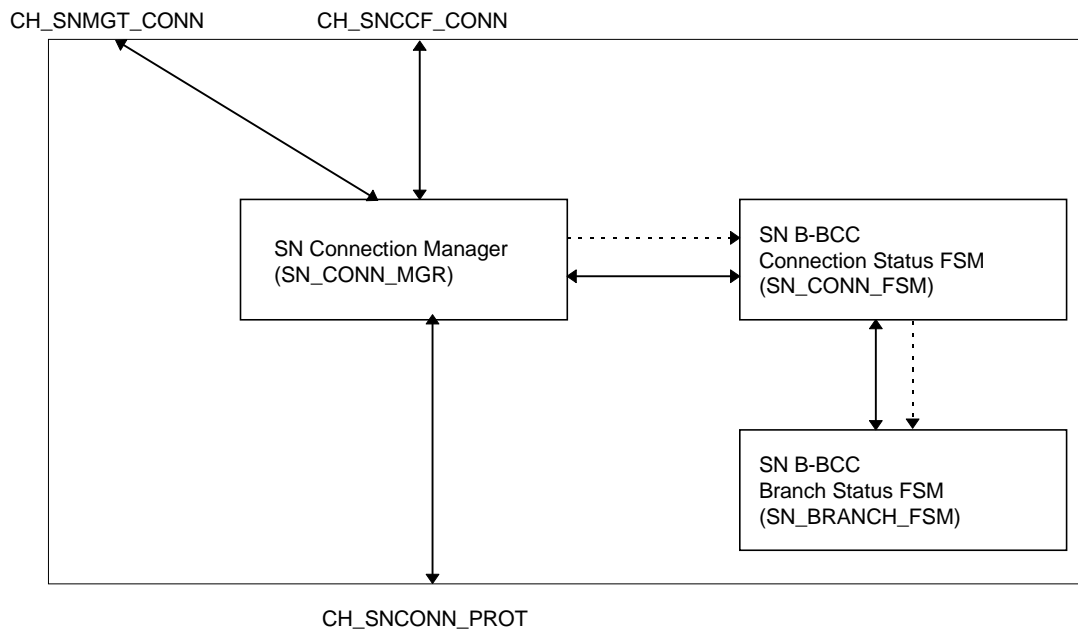 CH_SNMGT_CONN
CH_SNCCF_CONN
SN Connection Manager
(SN_CONN_MGR)
SN B-BCC
Connection Status FSM
(SN_CONN_FSM)
SN B-BCC
Branch Status FSM
(SN_BRANCH_FSM)
CH_SNCONN_PROT